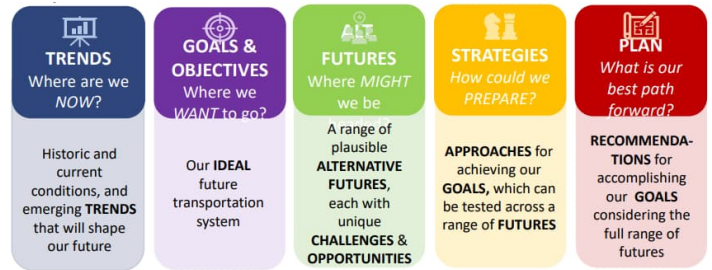 TRENDS
Where are we
NOW?
Historic and
current
conditions, and
emerging TRENDS
that will shape
our future
GOALS &
OBJECTIVES
Where we
WANT to go?
Our IDEAL
future
transportation
system
ALT
FUTURES
Where MIGHT
we be
headed?
A range of
plausible
ALTERNATIVE
FUTURES,
each with
unique
CHALLENGES &
OPPORTUNITIES
STRATEGIES
How could we
PREPARE?
APPROACHES for
achieving our
GOALS, which can
be tested across a
range of FUTURES
PLAN
What is our
best path
forward?
RECOMMENDA-
TIONS for
accomplishing
our GOALS
considering the
full range of
futures